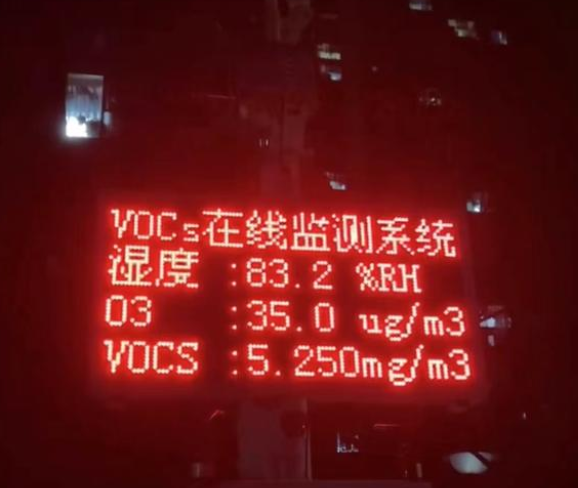 VOCs在线监测系统
湿度 :83.2 %RH
O3 :35.0 ug/m3
VOCS :5.250mg/m3